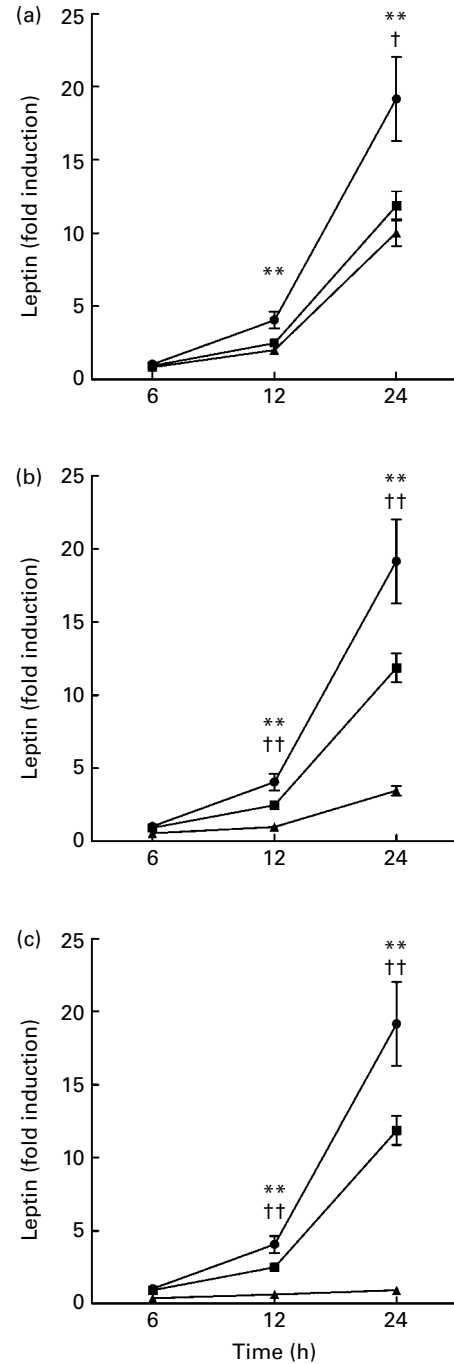 (a)
25
**
†
20
Leptin (fold induction)
15
10
**
5
0
6 12 24
(b)
25
**
††
20
Leptin (fold induction)
15
10
**
††
5
0
6 12 24
(c)
25
**
††
20
Leptin (fold induction)
15
10
**
††
5
0
6 12 24
Time (h)